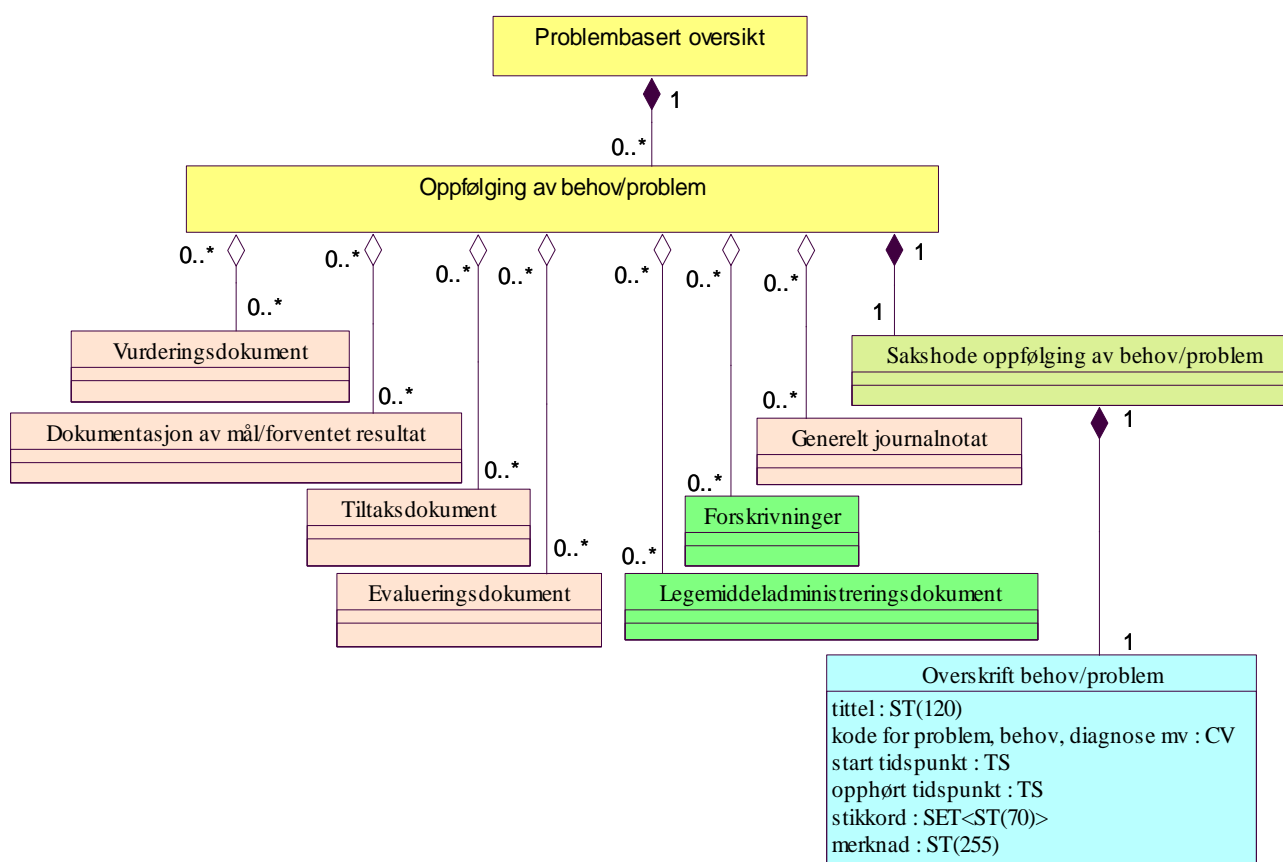 Problembasert oversikt
1
0..*
Oppfølging av behov/problem
0..*
0..*
0..*
0..*
0..*
0..*
0..*
1
0..*
1
Vurderingsdokument
Sakshode oppfølging av behov/problem
0..*
0..*
1
Dokumentasjon av mål/forventet resultat
Generelt journalnotat
0..*
0..*
Tiltaksdokument
Forskrivninger
0..*
0..*
Evalueringsdokument
Legemiddeladministreringsdokument
1
Overskrift behov/problem
tittel : ST(120)
kode for problem, behov, diagnose mv : CV
start tidspunkt : TS
opphørt tidspunkt : TS
stikkord : SET<ST(70)>
merknad : ST(255)